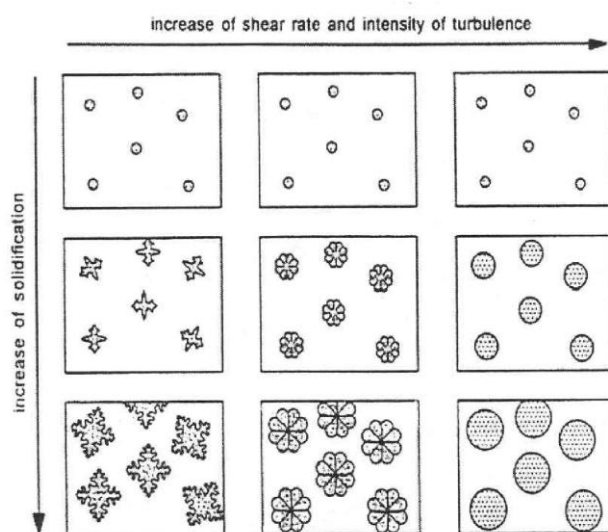 increase of shear rate and intensity of turbulence
increase of solidification